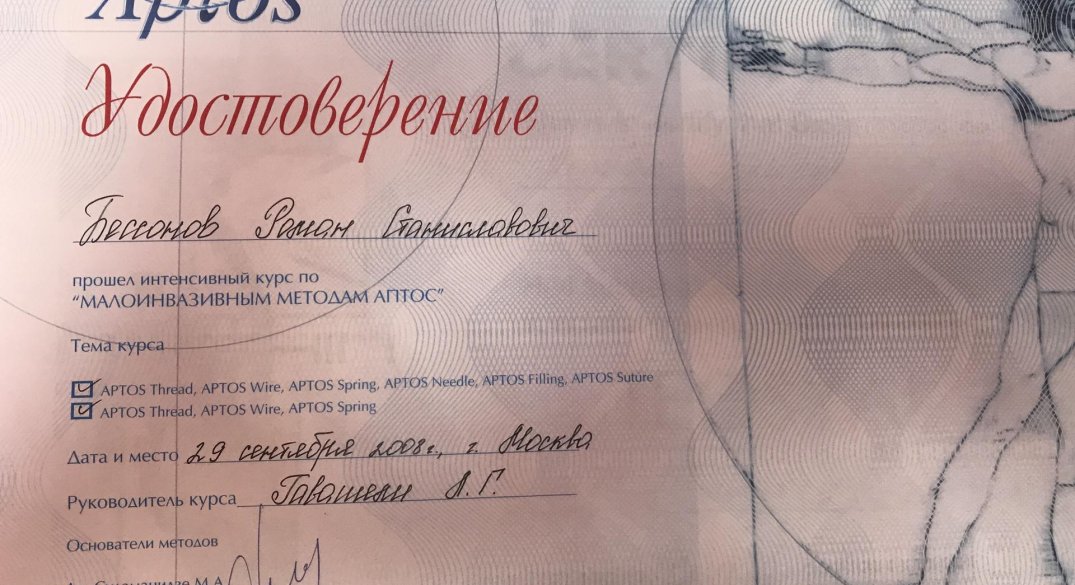 Aptos
Удостоверение
Бессонов Роман Станиславович
прошел интенсивный курс по
“МАЛОИНВАЗИВНЫМ МЕТОДАМ АПТОС”
Тема курса
APTOS Thread, APTOS Wire, APTOS Spring, APTOS Needle, APTOS Filling, APTOS Suture
APTOS Thread, APTOS Wire, APTOS Spring
Дата и место 29 сентября 2008г., г. Москва
Руководитель курса Гавашели Л. Г.
Основатели методов
М.А.